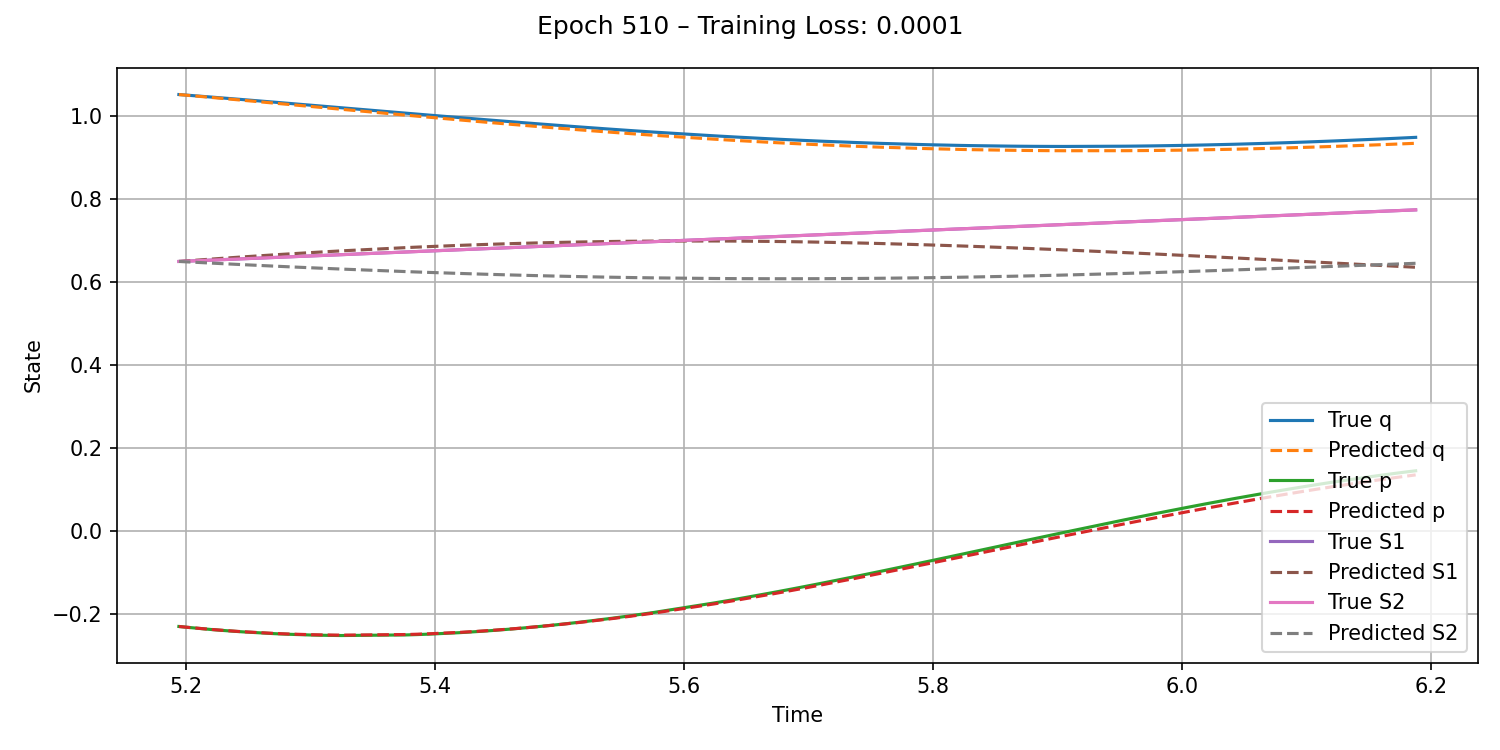 Epoch 510 – Training Loss: 0.0001
1.0
0.8
0.6
0.4
0.2
0.0
−0.2
State
5.2 5.4 5.6 5.8 6.0 6.2
Time
True q
Predicted q
True p
Predicted p
True S1
Predicted S1
True S2
Predicted S2